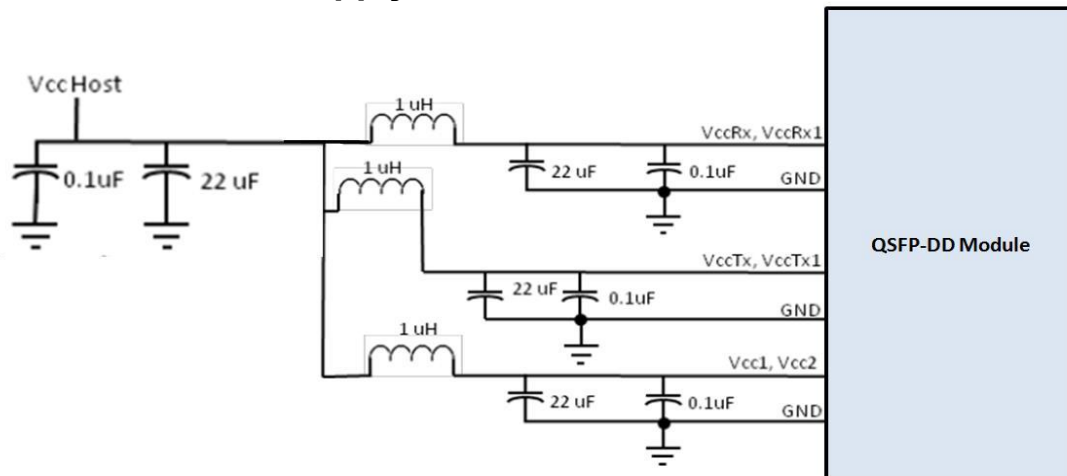 VccHost
0.1uF
22 uF
1 uH
VccRx, VccRx1
22 uF
0.1uF
GND
1 uH
VccTx, VccTx1
22 uF
0.1uF
GND
1 uH
Vcc1, Vcc2
22 uF
0.1uF
GND
QSFP-DD Module